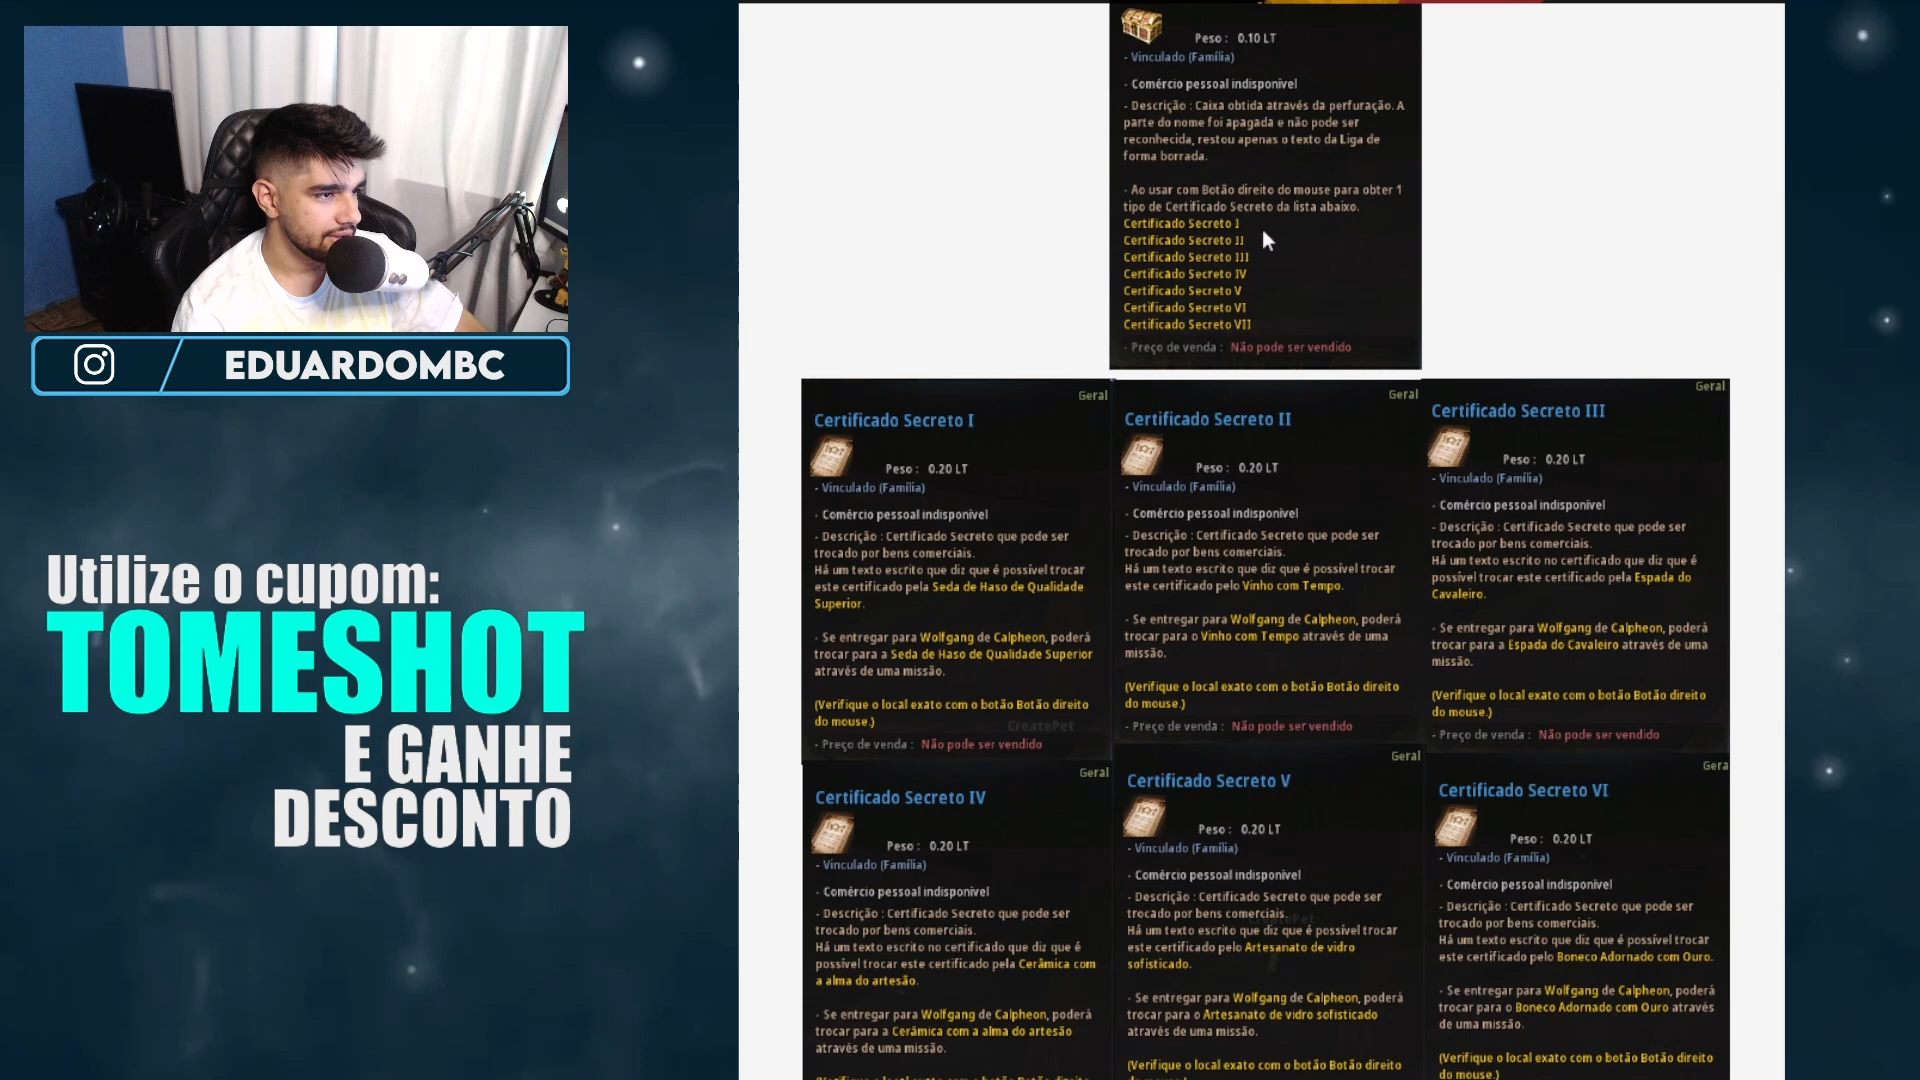 EDUARDOMBC
Utilize o cupom:
TOMESHOT
E GANHE
DESCONTO
Peso : 0.10 LT
- Vinculado (Família)
- Comércio pessoal indisponível
- Descrição : Caixa obtida através da perfuração. A
parte do nome foi apagada e não pode ser
reconhecida, restou apenas o texto da Liga de
forma borrada.
- Ao usar com Botão direito do mouse para obter 1
tipo de Certificado Secreto da lista abaixo.
Certificado Secreto I
Certificado Secreto II
Certificado Secreto III
Certificado Secreto IV
Certificado Secreto V
Certificado Secreto VI
Certificado Secreto VII
- Preço de venda : Não pode ser vendido
Geral
Certificado Secreto I
Peso : 0.20 LT
- Vinculado (Família)
- Comércio pessoal indisponível
- Descrição : Certificado Secreto que pode ser
trocado por bens comerciais.
Há um texto escrito que diz que é possível trocar
este certificado pela Seda de Haso de Qualidade
Superior.
- Se entregar para Wolfgang de Calpheon, poderá
trocar para a Seda de Haso de Qualidade Superior
através de uma missão.
(Verifique o local exato com o botão Botão direito
do mouse.)
CreatePet
- Preço de venda : Não pode ser vendido
Geral
Certificado Secreto II
Peso : 0.20 LT
- Vinculado (Família)
- Comércio pessoal indisponível
- Descrição : Certificado Secreto que pode ser
trocado por bens comerciais.
Há um texto escrito que diz que é possível trocar
este certificado pelo Vinho com Tempo.
- Se entregar para Wolfgang de Calpheon, poderá
trocar para o Vinho com Tempo através de uma
missão.
(Verifique o local exato com o botão Botão direito
do mouse.)
- Preço de venda : Não pode ser vendido
Geral
Certificado Secreto III
Peso : 0.20 LT
- Vinculado (Família)
- Comércio pessoal indisponível
- Descrição : Certificado Secreto que pode ser
trocado por bens comerciais.
Há um texto escrito no certificado que diz que é
possível trocar este certificado pela Espada do
Cavaleiro.
- Se entregar para Wolfgang de Calpheon, poderá
trocar para a Espada do Cavaleiro através de uma
missão.
(Verifique o local exato com o botão Botão direito
do mouse.)
- Preço de venda : Não pode ser vendido
Geral
Certificado Secreto IV
Peso : 0.20 LT
- Vinculado (Família)
- Comércio pessoal indisponível
- Descrição : Certificado Secreto que pode ser
trocado por bens comerciais.
Há um texto escrito no certificado que diz que é
possível trocar este certificado pela Cerâmica com
a alma do artesão.
- Se entregar para Wolfgang de Calpheon, poderá
trocar para a Cerâmica com a alma do artesão
através de uma missão.
Geral
Certificado Secreto V
Peso : 0.20 LT
- Vinculado (Família)
- Comércio pessoal indisponível
- Descrição : Certificado Secreto que pode ser
trocado por bens comerciais.
Há um texto escrito que diz que é possível trocar
este certificado pelo Artesanato de vidro
sofisticado.
- Se entregar para Wolfgang de Calpheon, poderá
trocar para o Artesanato de vidro sofisticado
através de uma missão.
(Verifique o local exato com o botão Botão direito
Gera
Certificado Secreto VI
Peso : 0.20 LT
- Vinculado (Família)
- Comércio pessoal indisponível
- Descrição : Certificado Secreto que pode ser
trocado por bens comerciais.
Há um texto escrito que diz que é possível trocar
este certificado pelo Boneco Adornado com Ouro.
- Se entregar para Wolfgang de Calpheon, poderá
trocar para o Boneco Adornado com Ouro através
de uma missão.
(Verifique o local exato com o botão Botão direito
do mouse.)